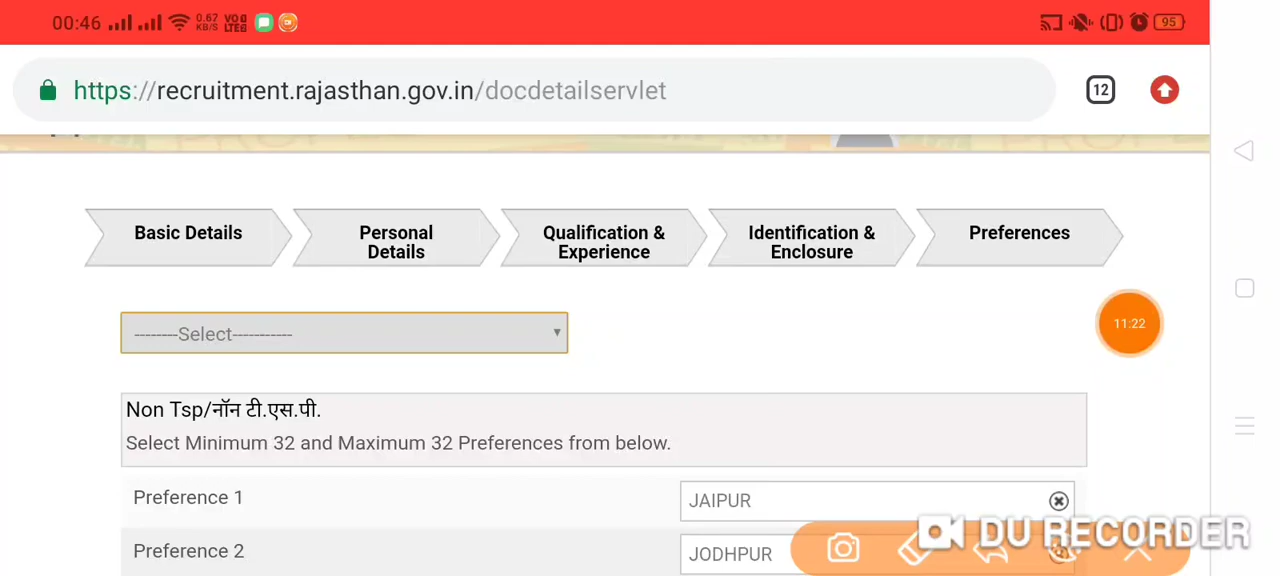 00:46 0.67 KB/S VO LTE 95
https://recruitment.rajasthan.gov.in/docdetailservlet 12
Basic Details Personal Details Qualification & Experience Identification & Enclosure Preferences
--------Select-----------
11:22
Non Tsp/नॉन टी.एस.पी.
Select Minimum 32 and Maximum 32 Preferences from below.
Preference 1 JAIPUR
DU RECORDER
Preference 2 JODHPUR